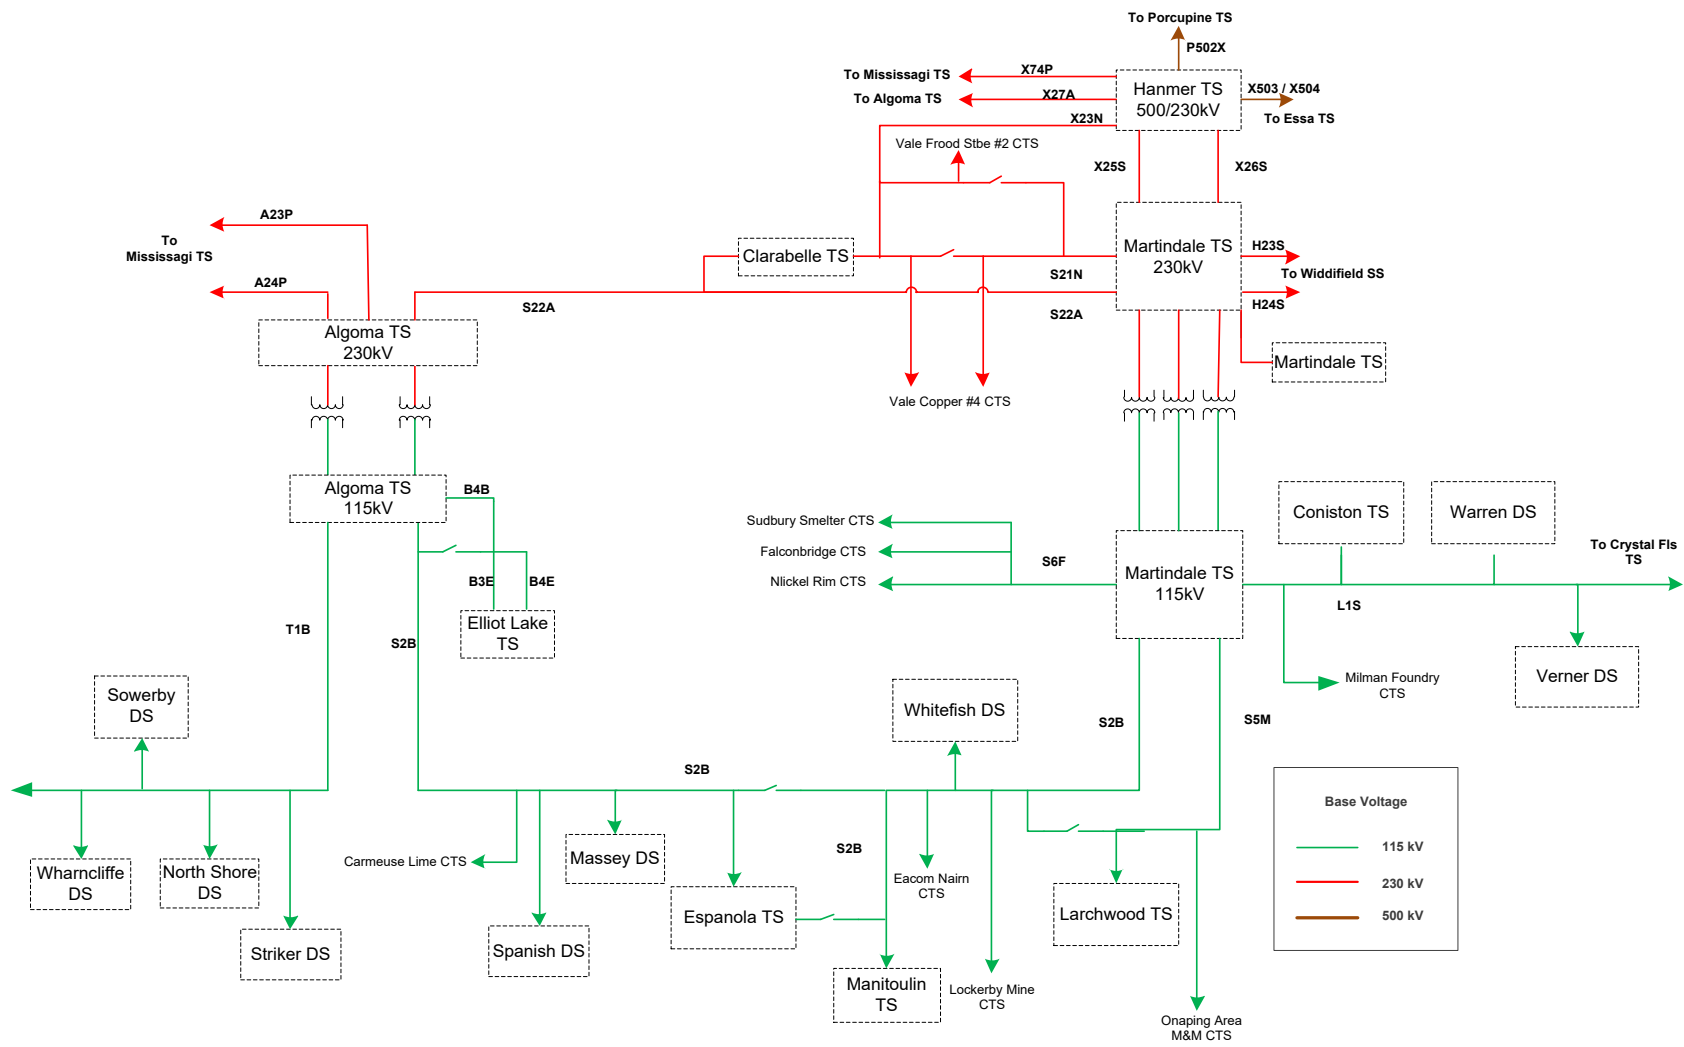 To Porcupine TS
P502X
To Mississagi TS
X74P
Hanmer TS
500/230kV
X503 / X504
To Algoma TS
X27A
To Essa TS
X23N
Vale Frood Stbe #2 CTS
X25S
X26S
A23P
To
Mississagi TS
Clarabelle TS
Martindale TS
230kV
H23S
S21N
To Widdifield SS
A24P
S22A
S22A
H24S
Algoma TS
230kV
Martindale TS
Vale Copper #4 CTS
Algoma TS
115kV
B4B
Coniston TS
Warren DS
Sudbury Smelter CTS
To Crystal Fls
TS
Falconbridge CTS
S6F
Nlickel Rim CTS
Martindale TS
115kV
B3E
B4E
L1S
Elliot Lake
TS
T1B
S2B
Sowerby
DS
Whitefish DS
Milman Foundry
CTS
Verner DS
S2B
S5M
S2B
Base Voltage
115 kV
230 kV
500 kV
Wharncliffe
DS
North Shore
DS
Carmeuse Lime CTS
Massey DS
S2B
Eacom Nairn
CTS
Espanola TS
Larchwood TS
Striker DS
Spanish DS
Manitoulin
TS
Lockerby Mine
CTS
Onaping Area
M&M CTS